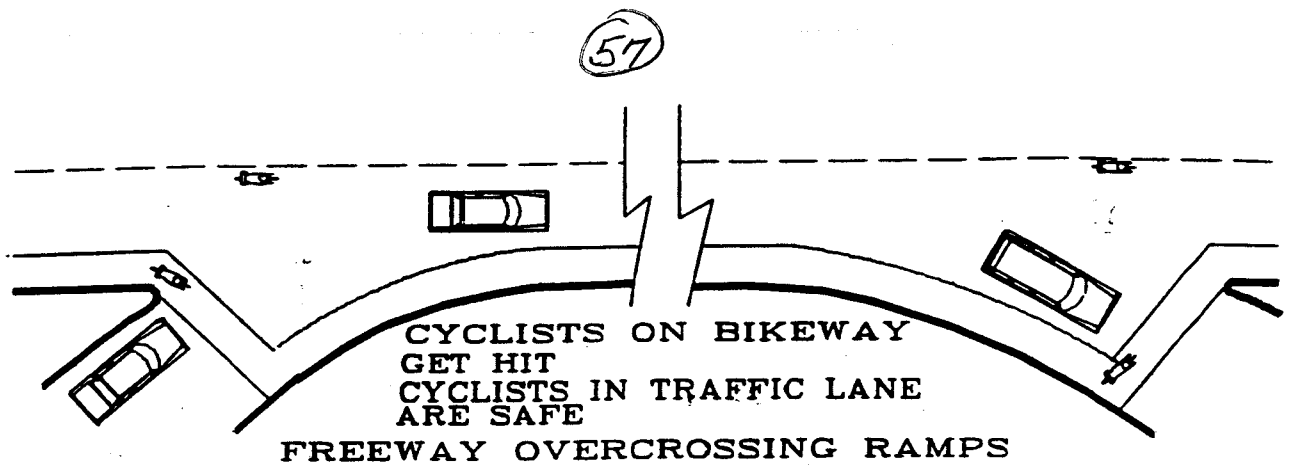 57
CYCLISTS ON BIKEWAY
GET HIT
CYCLISTS IN TRAFFIC LANE
ARE SAFE
FREEWAY OVERCROSSING RAMPS